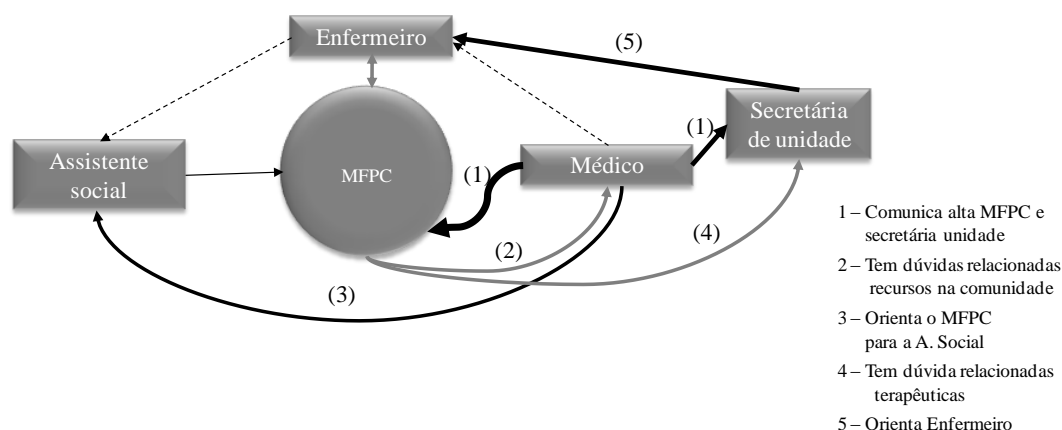 Enfermeiro
(5)
Secretária
de unidade
(1)
Assistente
social
MFPC
(1)
Médico
(2)
(4)
(3)
1 – Comunica alta MFPC e
secretária unidade
2 – Tem dúvidas relacionadas
recursos na comunidade
3 – Orienta o MFPC
para a A. Social
4 – Tem dúvida relacionadas
terapêuticas
5 – Orienta Enfermeiro